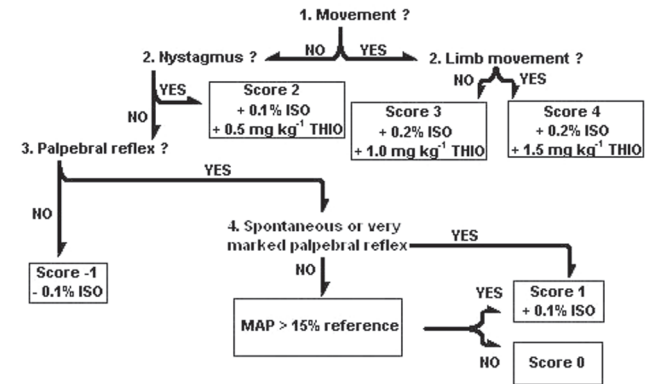 1. Movement ?
NO
YES
2. Nystagmus ?
2. Limb movement ?
YES
NO
NO
YES
Score 2
+ 0.1% ISO
+ 0.5 mg kg⁻¹ THIO
Score 3
+ 0.2% ISO
+ 1.0 mg kg⁻¹ THIO
Score 4
+ 0.2% ISO
+ 1.5 mg kg⁻¹ THIO
3. Palpebral reflex ?
YES
NO
4. Spontaneous or very
marked palpebral reflex
YES
NO
Score -1
- 0.1% ISO
MAP > 15% reference
YES
NO
Score 1
+ 0.1% ISO
Score 0